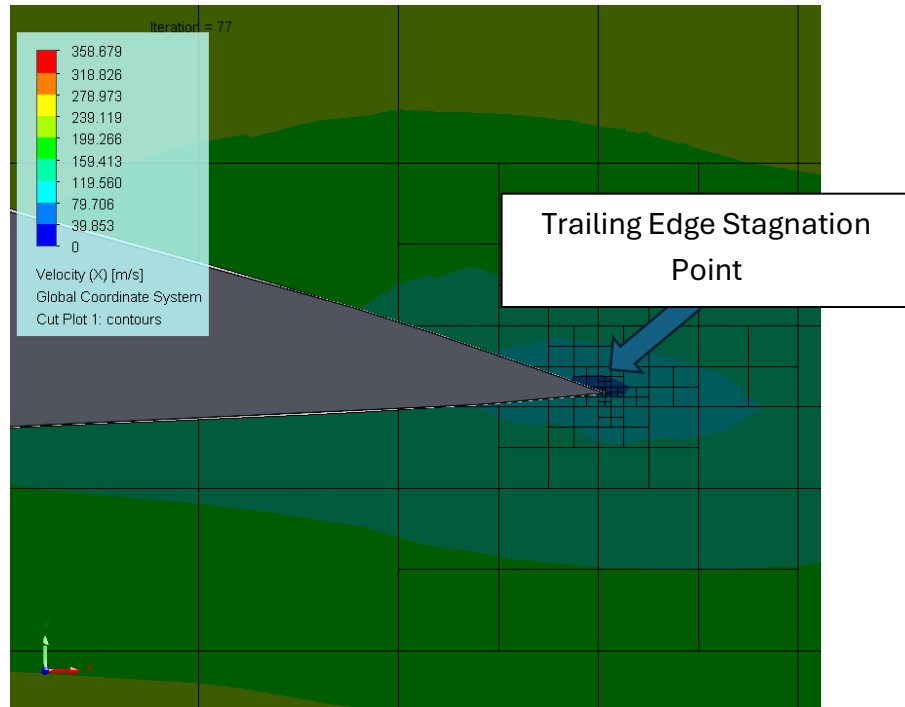 Iteration = 77
358.679
318.826
278.973
239.119
199.266
159.413
119.560
79.706
39.853
0
Velocity (X) [m/s]
Global Coordinate System
Cut Plot 1: contours
Trailing Edge Stagnation
Point
Y
X